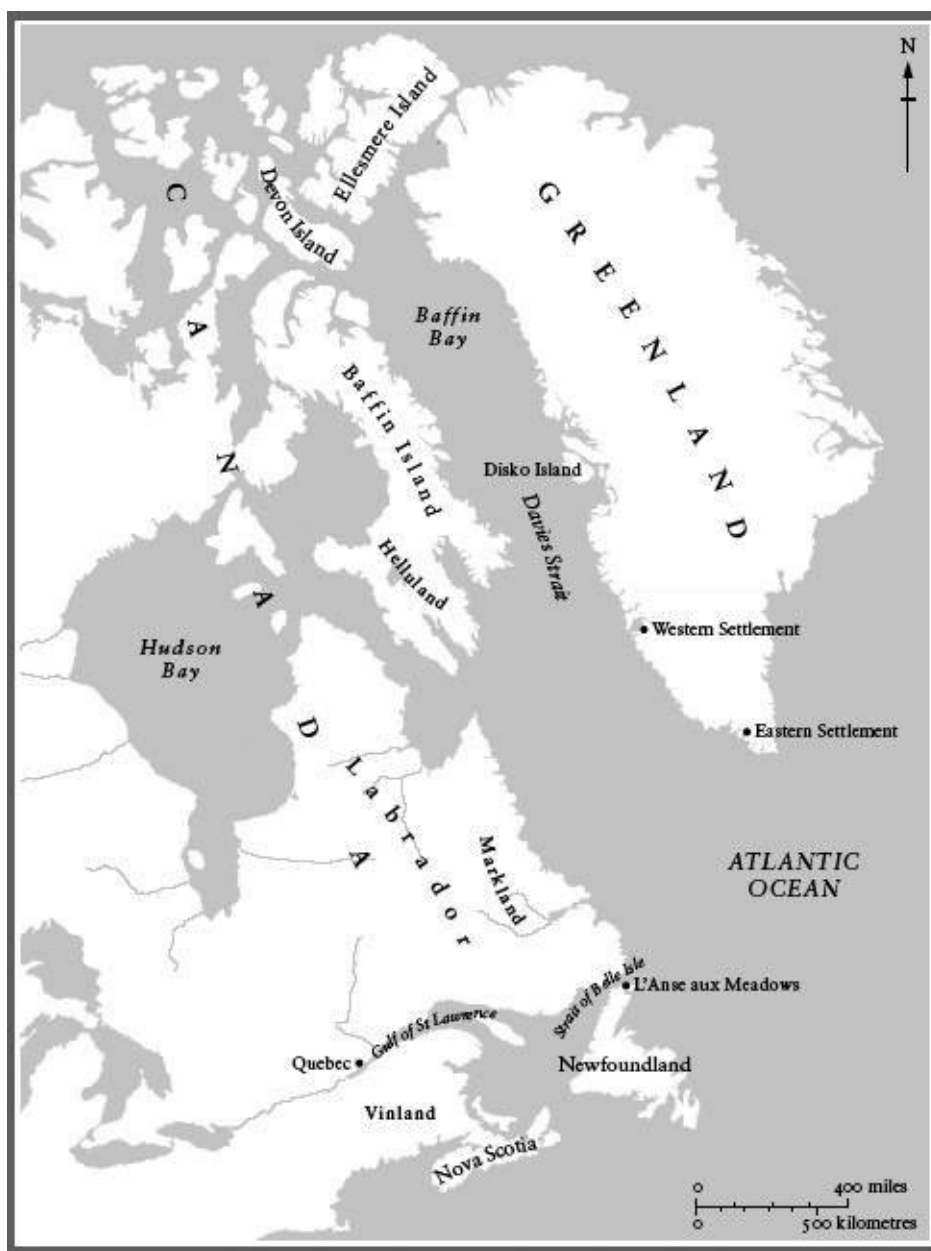 N
Ellesmere Island
Devon Island
GREENLAND
CANADA
Baffin
Bay
Baffin Island
Disko Island
Davies Strait
Helluland
Western Settlement
Hudson
Bay
Eastern Settlement
Labrador
Markland
ATLANTIC
OCEAN
Strait of Belle Isle
L'Anse aux Meadows
Gulf of St Lawrence
Quebec
Newfoundland
Vinland
Nova Scotia
0 400 miles
0 500 kilometres